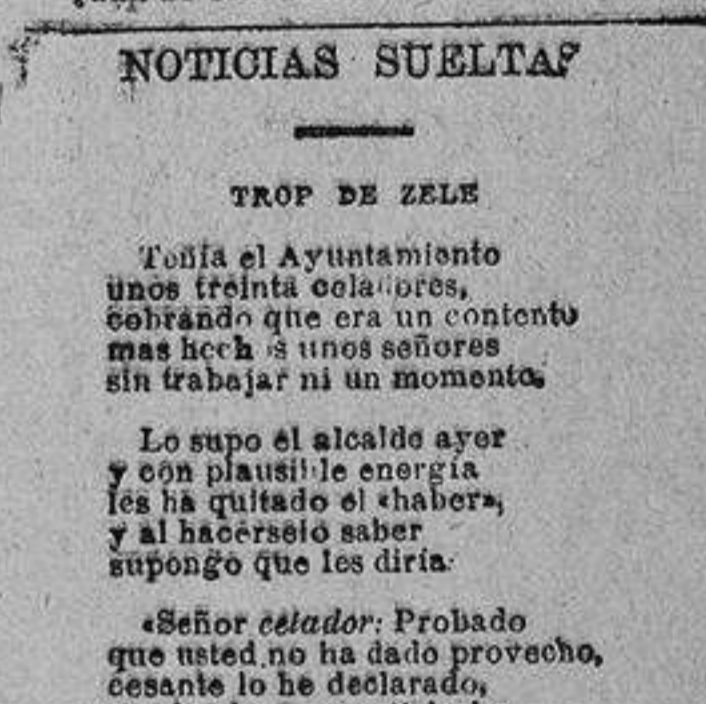 NOTICIAS SUELTAS
TROP DE ZELE
Tenía el Ayuntamiento
unos treinta celadores,
cobrando que era un contento
mas hechos unos señores
sin trabajar ni un momento.
Lo supo el alcalde ayer
y con plausible energía
les ha quitado el «haber»,
y al hacérselo saber
supongo que les diría:
«Señor celador: Probado
que usted no ha dado provecho,
cesante lo he declarado,